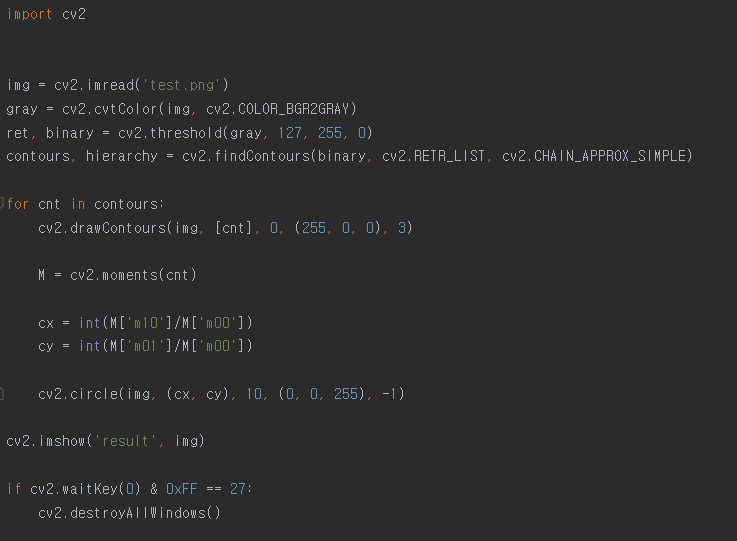 import cv2
img = cv2.imread('test.png')
gray = cv2.cvtColor(img, cv2.COLOR_BGR2GRAY)
ret, binary = cv2.threshold(gray, 127, 255, 0)
contours, hierarchy = cv2.findContours(binary, cv2.RETR_LIST, cv2.CHAIN_APPROX_SIMPLE)
for cnt in contours:
    cv2.drawContours(img, [cnt], 0, (255, 0, 0), 3)
    M = cv2.moments(cnt)
    cx = int(M['m10']/M['m00'])
    cy = int(M['m01']/M['m00'])
    cv2.circle(img, (cx, cy), 10, (0, 0, 255), -1)
cv2.imshow('result', img)
if cv2.waitKey(0) & 0xFF == 27:
    cv2.destroyAllWindows()